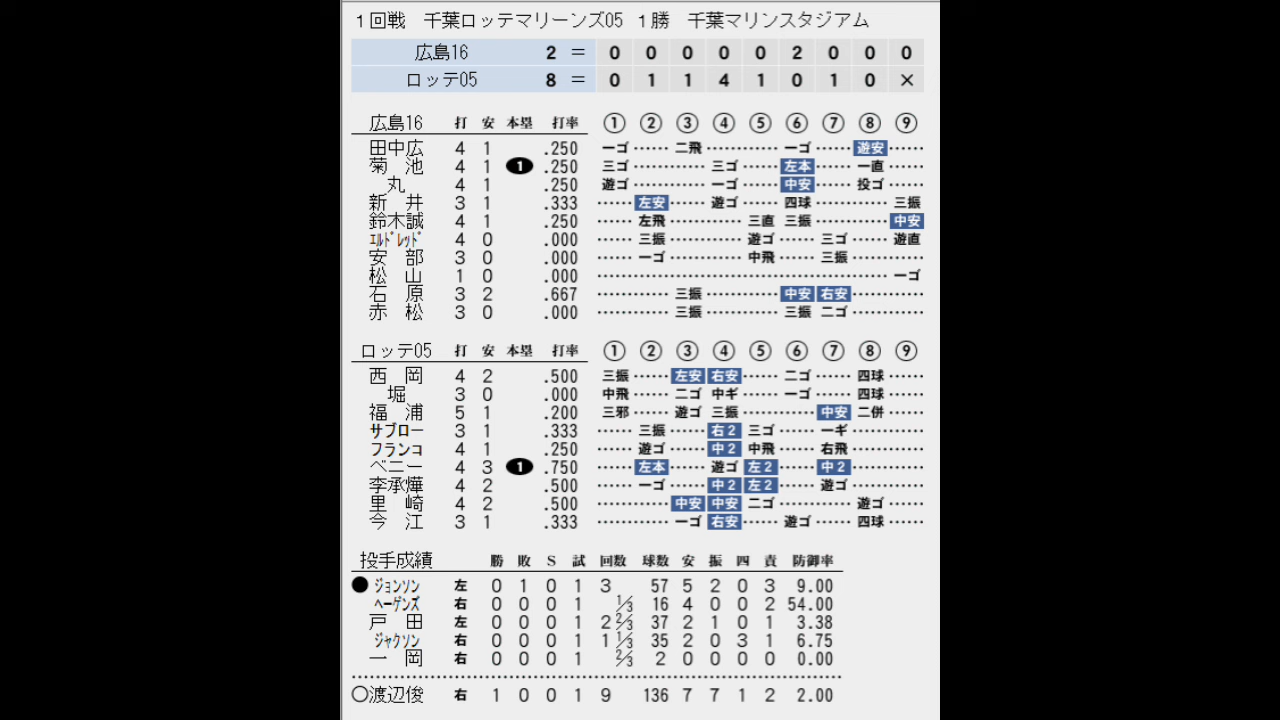 1回戦 千葉ロッテマリーンズ05 1勝 千葉マリンスタジアム
広島16 2 = 0 0 0 0 0 2 0 0 0
ロッテ05 8 = 0 1 1 4 1 0 1 0 ×
広島16 打 安 本塁 打率 ① ② ③ ④ ⑤ ⑥ ⑦ ⑧ ⑨
田中広 4 1 .250 一ゴ 二飛 一ゴ 遊安
菊池 4 1 ❶ .250 三ゴ 三ゴ 左本 一直
丸 4 1 .250 遊ゴ 一ゴ 中安 投ゴ
新井 3 1 .333 左安 遊ゴ 四球 三振
鈴木誠 4 1 .250 左飛 三直 三振 中安
ｴﾙﾄﾞﾚｯﾄﾞ 4 0 .000 三振 遊ゴ 三ゴ 遊直
安部 3 0 .000 一ゴ 中飛 三振
松山 1 0 .000 一ゴ
石原 3 2 .667 三振 中安 右安
赤松 3 0 .000 三振 三振 二ゴ
ロッテ05 打 安 本塁 打率 ① ② ③ ④ ⑤ ⑥ ⑦ ⑧ ⑨
西岡 4 2 .500 三振 左安 右安 二ゴ 四球
堀 3 0 .000 中飛 二ゴ 中ギ 一ゴ 四球
福浦 5 1 .200 三邪 遊ゴ 三振 中安 二併
サブロー 3 1 .333 三振 右2 三ゴ 一ギ
フランコ 4 1 .250 遊ゴ 中2 中飛 右飛
ベニー 4 3 ❶ .750 左本 遊ゴ 左2 中2
李承燁 4 2 .500 一ゴ 中2 左2 遊ゴ
里崎 4 2 .500 中安 中安 二ゴ 遊ゴ
今江 3 1 .333 一ゴ 右安 遊ゴ 四球
投手成績 勝 敗 S 試 回数 球数 安 振 四 責 防御率
●ｼﾞｮﾝｿﾝ 左 0 1 0 1 3 57 5 2 0 3 9.00
ﾍｰｹﾞﾝｽﾞ 右 0 0 0 1 1/3 16 4 0 0 2 54.00
戸田 左 0 0 0 1 2 2/3 37 2 1 0 1 3.38
ｼﾞｬｸｿﾝ 右 0 0 0 1 1 1/3 35 2 0 3 1 6.75
一岡 右 0 0 0 1 2/3 2 0 0 0 0 0.00
○渡辺俊 右 1 0 0 1 9 136 7 7 1 2 2.00